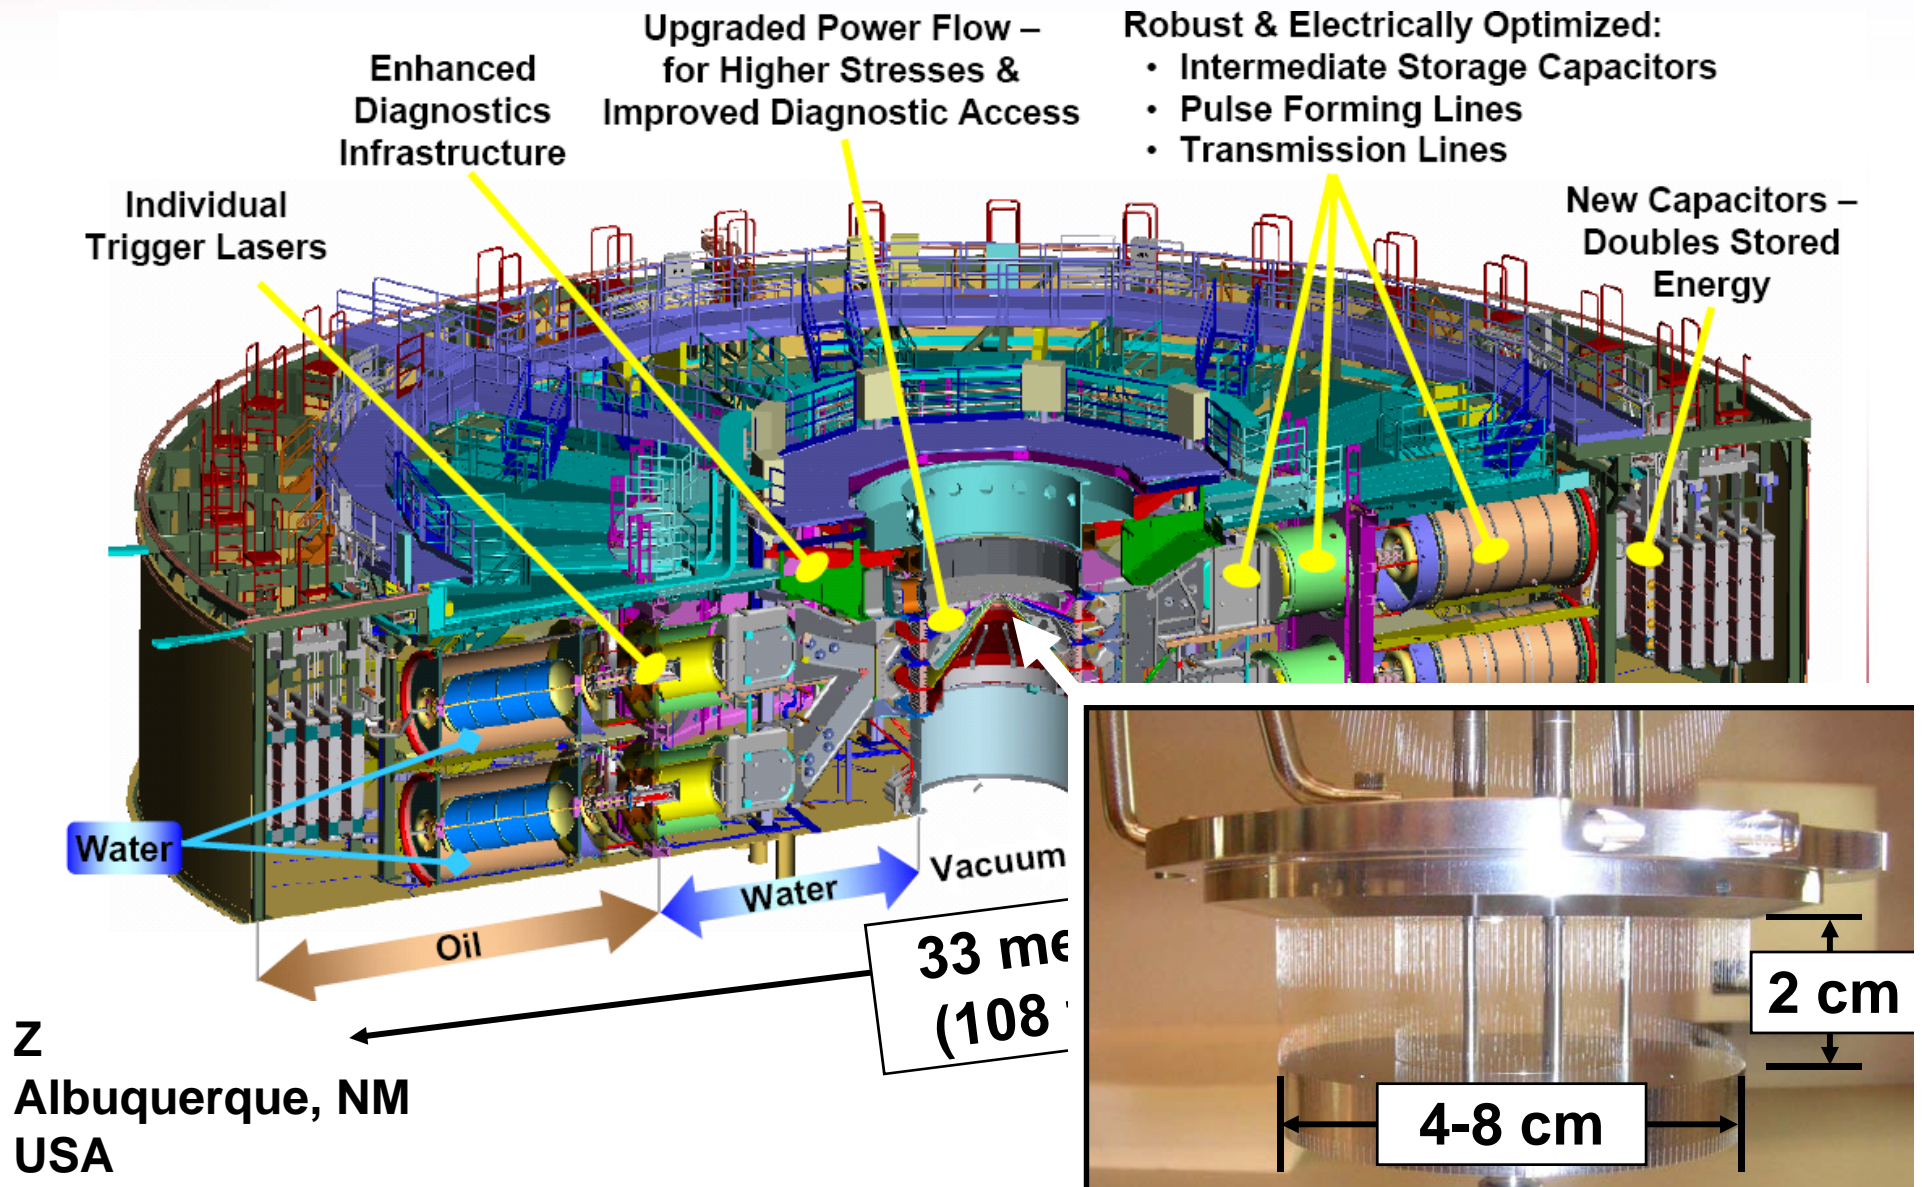 Upgraded Power Flow –
for Higher Stresses &
Improved Diagnostic Access
Robust & Electrically Optimized:
• Intermediate Storage Capacitors
• Pulse Forming Lines
• Transmission Lines
Enhanced
Diagnostics
Infrastructure
Individual
Trigger Lasers
New Capacitors –
Doubles Stored
Energy
Water
Vacuum
Water
Oil
33
(108
2 cm
4-8 cm
Z
Albuquerque, NM
USA